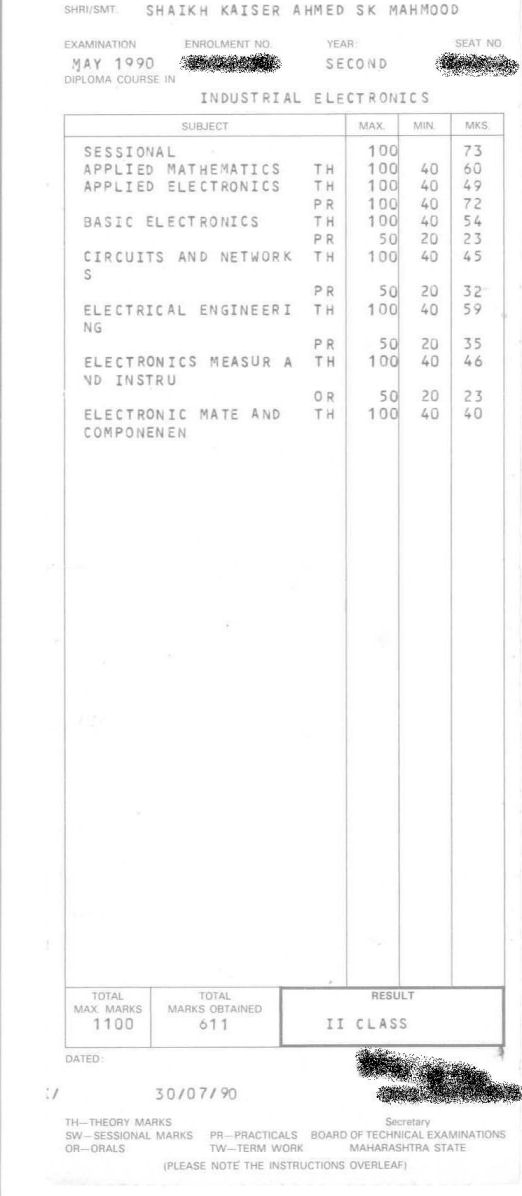 SHRI/SMT. SHAIKH KAISER AHMED SK MAHMOOD
EXAMINATION ENROLMENT NO. YEAR: SEAT NO.
MAY 1990 SECOND
DIPLOMA COURSE IN
INDUSTRIAL ELECTRONICS
SUBJECT MAX. MIN. MKS.
SESSIONAL 100 73
APPLIED MATHEMATICS TH 100 40 60
APPLIED ELECTRONICS TH 100 40 49
PR 100 40 72
BASIC ELECTRONICS TH 100 40 54
PR 50 20 23
CIRCUITS AND NETWORK TH 100 40 45
S
PR 50 20 32
ELECTRICAL ENGINEERI TH 100 40 59
NG
PR 50 20 35
ELECTRONICS MEASUR A TH 100 40 46
ND INSTRU
OR 50 20 23
ELECTRONIC MATE AND TH 100 40 40
COMPONENEN
TOTAL TOTAL RESULT
MAX. MARKS MARKS OBTAINED
1100 611 II CLASS
DATED:
30/07/90
TH—THEORY MARKS Secretary
SW—SESSIONAL MARKS PR—PRACTICALS BOARD OF TECHNICAL EXAMINATIONS
OR—ORALS TW—TERM WORK MAHARASHTRA STATE
(PLEASE NOTE THE INSTRUCTIONS OVERLEAF)